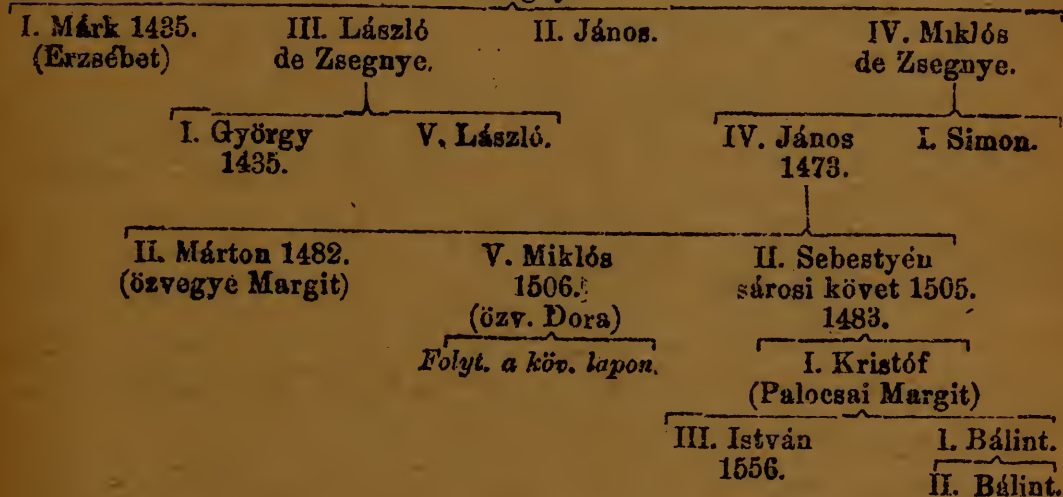 I. Márk 1435. III. László II. János. IV. Miklós
(Erzsébet) de Zsegnye. de Zsegnye.
I. György V. László. IV. János I. Simon.
1435. 1473.
II. Márton 1482. V. Miklós II. Sebestyén
(özvegye Margit) 1506. sárosi követ 1505.
(özv. Dora) 1483.
Folyt. a köv. lapon. I. Kristóf
(Palocsai Margit)
III. István I. Bálint.
1556. II. Bálint.